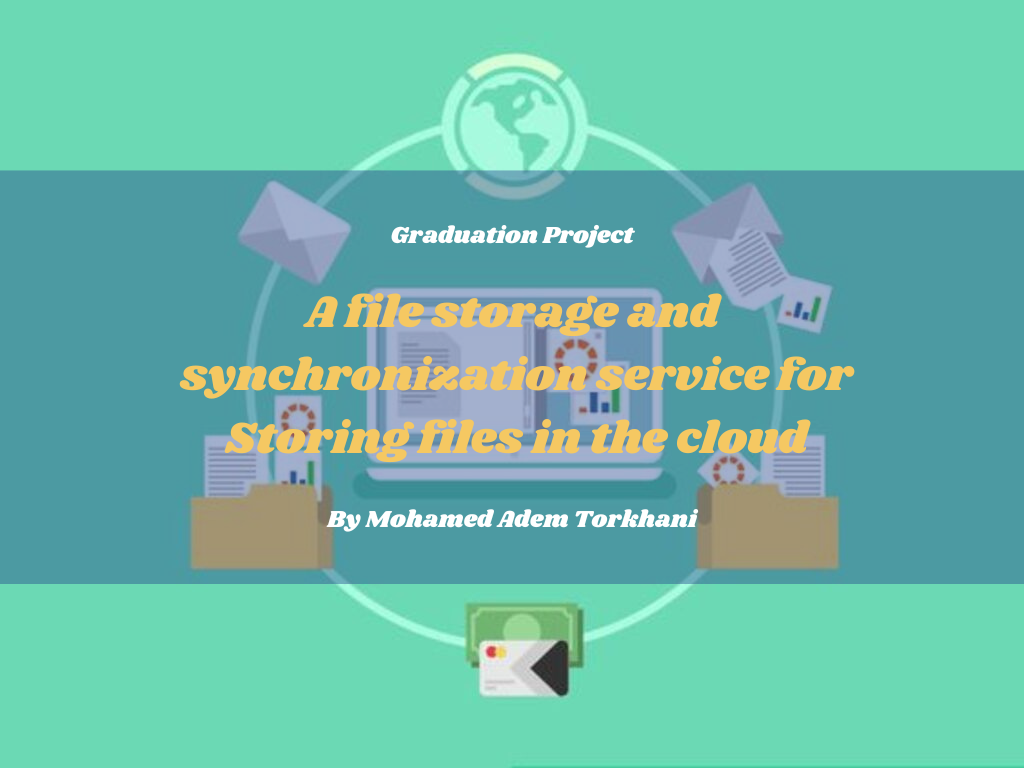 Graduation Project
A file storage and
synchronization service for
Storing files in the cloud
By Mohamed Adem Torkhani